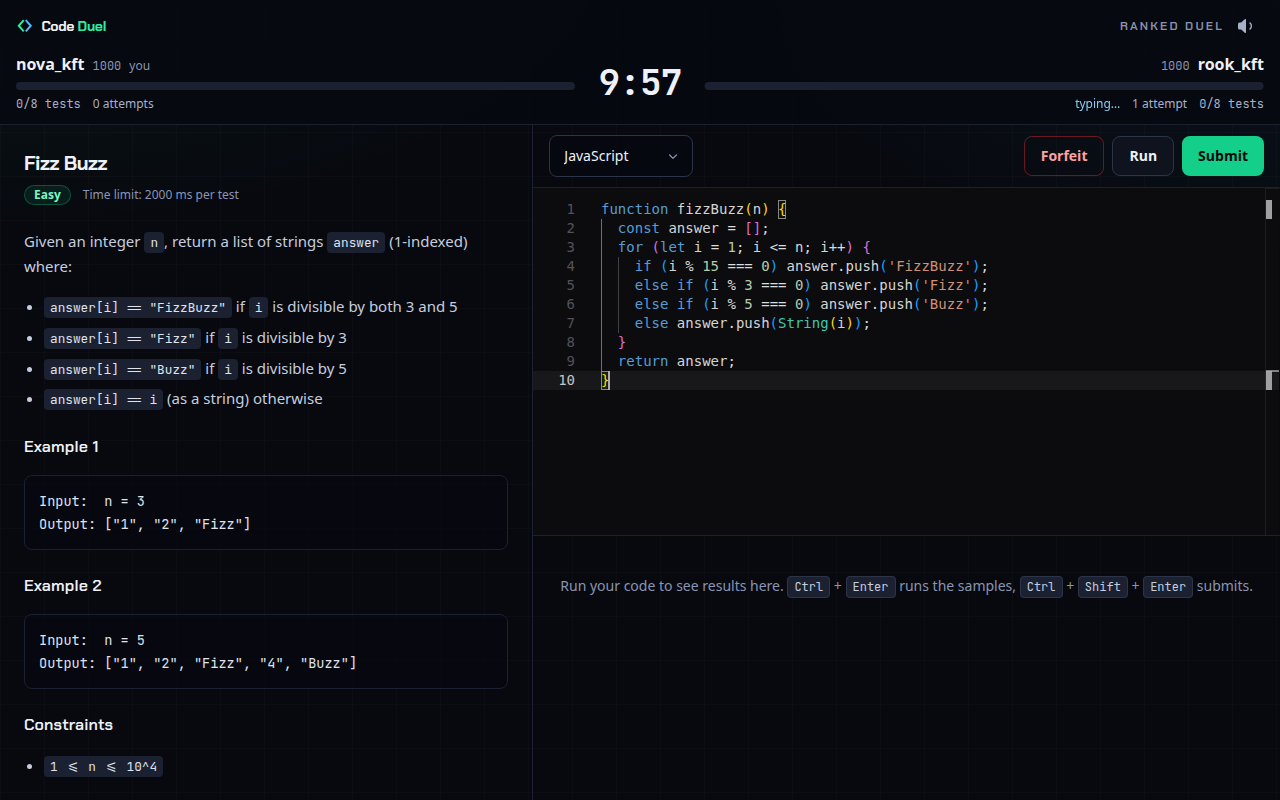 Code Duel
RANKED DUEL
nova_kft 1000 you
9:57
1000 rook_kft
0/8 tests 0 attempts
typing... 1 attempt 0/8 tests
Fizz Buzz
Easy Time limit: 2000 ms per test
Given an integer n, return a list of strings answer (1-indexed)
where:
• answer[i] == "FizzBuzz" if i is divisible by both 3 and 5
• answer[i] == "Fizz" if i is divisible by 3
• answer[i] == "Buzz" if i is divisible by 5
• answer[i] == i (as a string) otherwise
Example 1
Input:  n = 3
Output: ["1", "2", "Fizz"]
Example 2
Input:  n = 5
Output: ["1", "2", "Fizz", "4", "Buzz"]
Constraints
• 1 <= n <= 10^4
JavaScript
Forfeit Run Submit
1 function fizzBuzz(n) {
2   const answer = [];
3   for (let i = 1; i <= n; i++) {
4     if (i % 15 === 0) answer.push('FizzBuzz');
5     else if (i % 3 === 0) answer.push('Fizz');
6     else if (i % 5 === 0) answer.push('Buzz');
7     else answer.push(String(i));
8   }
9   return answer;
10 }
Run your code to see results here. Ctrl + Enter runs the samples, Ctrl + Shift + Enter submits.